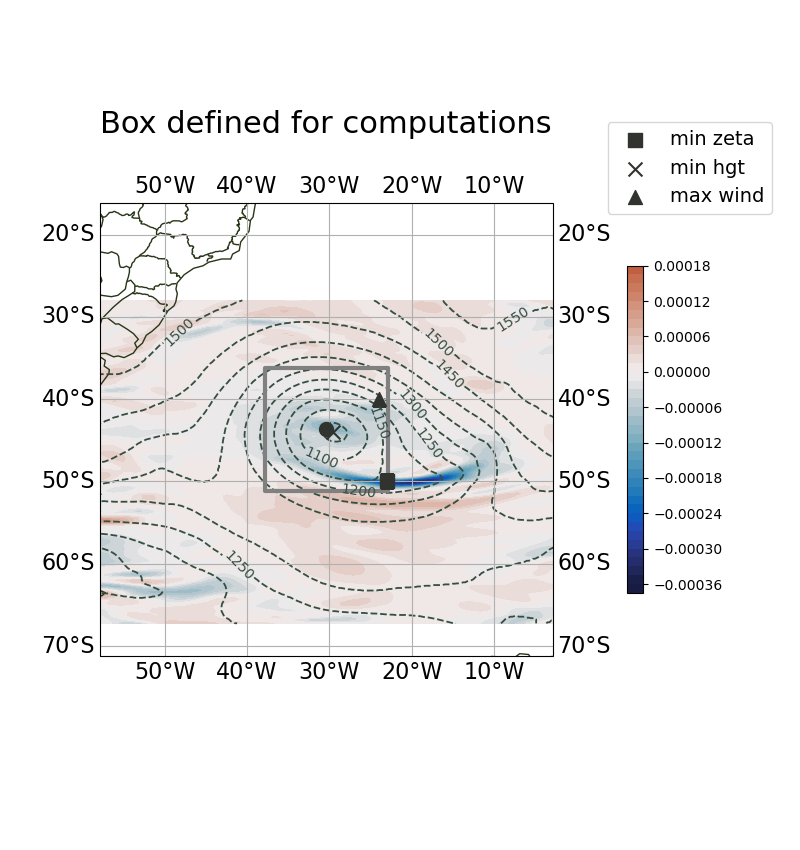 Box defined for computations
min zeta
min hgt
max wind
50°W 40°W 30°W 20°W 10°W
20°S 20°S
30°S 30°S
40°S 40°S
50°S 50°S
60°S 60°S
70°S 70°S
50°W 40°W 30°W 20°W 10°W
1500
1500
1550
1450
1300
1250
1150
1100
1200
1250
0.00018
0.00012
0.00006
0.00000
−0.00006
−0.00012
−0.00018
−0.00024
−0.00030
−0.00036